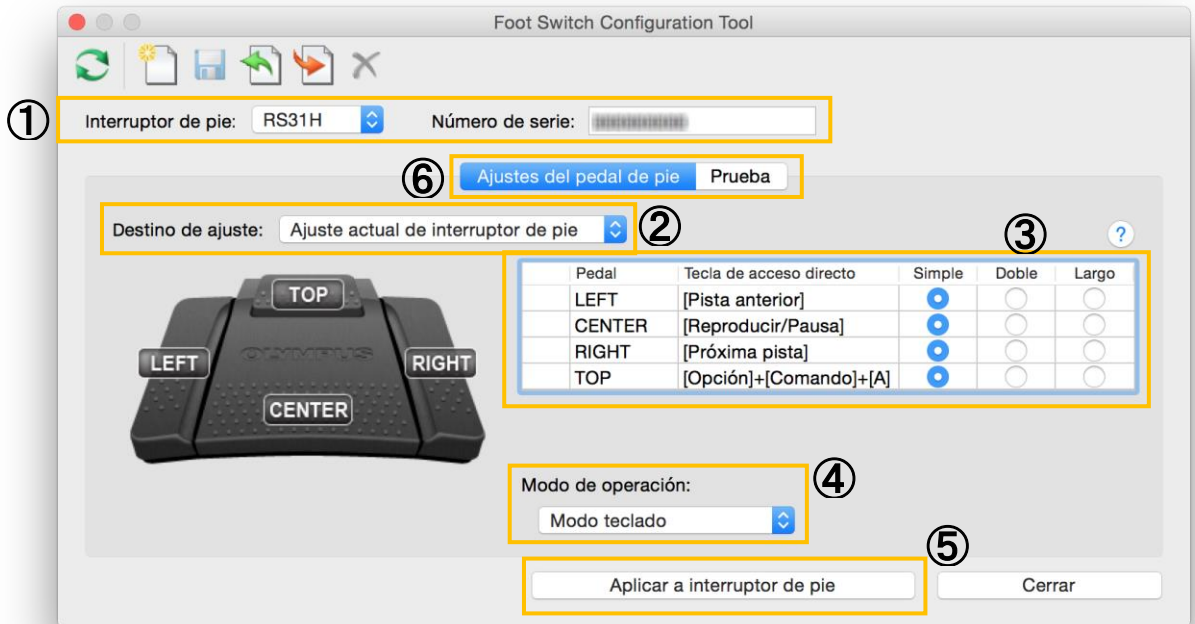 Foot Switch Configuration Tool
① Interruptor de pie: RS31H Número de serie:
⑥ Ajustes del pedal de pie Prueba
Destino de ajuste: Ajuste actual de interruptor de pie ② ③ ?
Pedal Tecla de acceso directo Simple Doble Largo
LEFT [Pista anterior]
CENTER [Reproducir/Pausa]
RIGHT [Próxima pista]
TOP [Opción]+[Comando]+[A]
TOP
OLYMPUS
LEFT RIGHT
CENTER
Modo de operación: ④
Modo teclado
⑤
Aplicar a interruptor de pie Cerrar